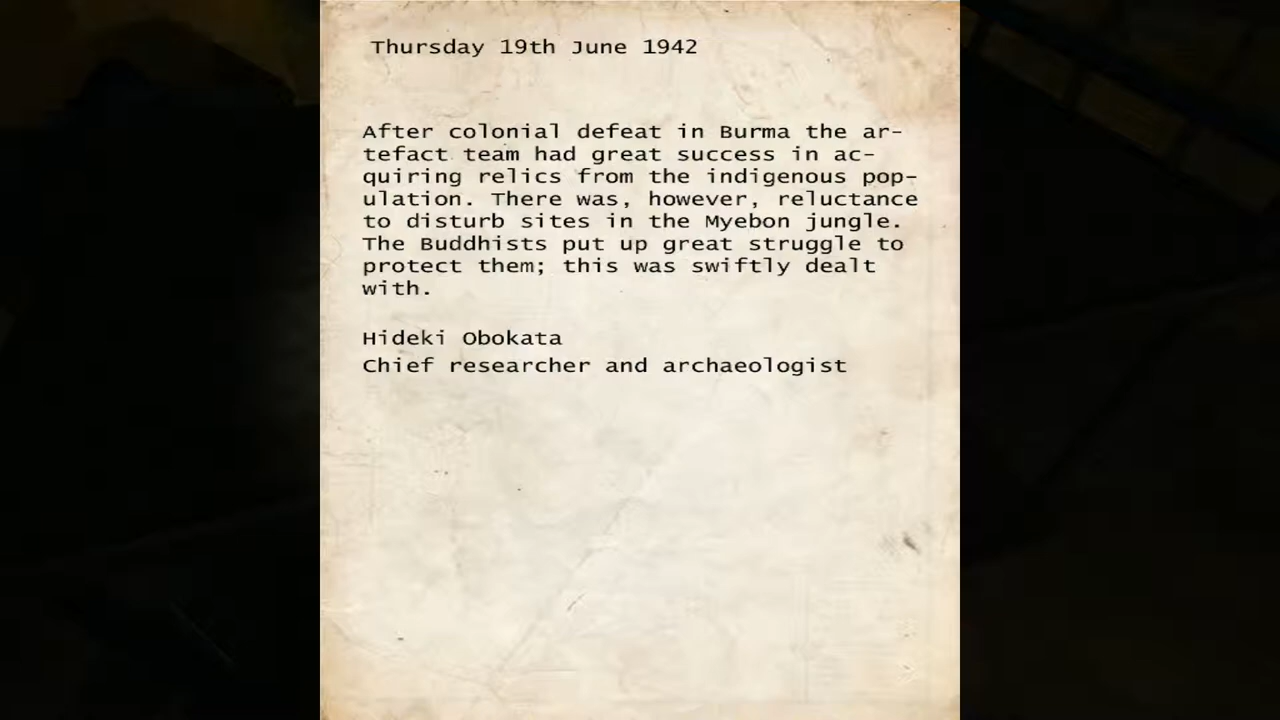 Thursday 19th June 1942
After colonial defeat in Burma the ar-
tefact team had great success in ac-
quiring relics from the indigenous pop-
ulation. There was, however, reluctance
to disturb sites in the Myebon jungle.
The Buddhists put up great struggle to
protect them; this was swiftly dealt
with.
Hideki Obokata
Chief researcher and archaeologist